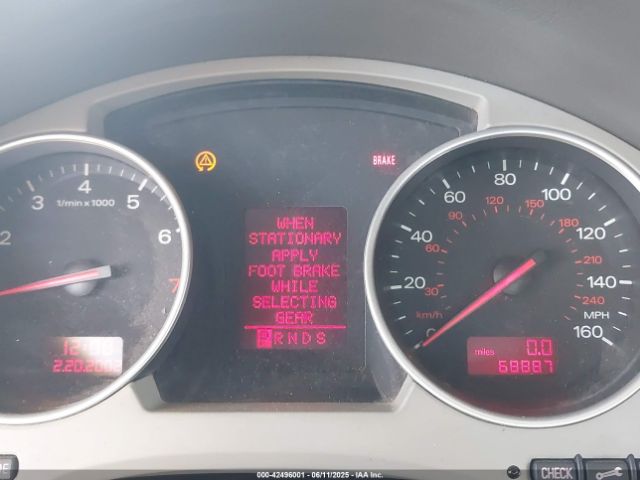 2 3 4 5 6 7
1/min x 1000
12:00
2.20.2002
BRAKE
WHEN
STATIONARY
APPLY
FOOT BRAKE
WHILE
SELECTING
GEAR
P R N D S
20 40 60 80 100 120 140 160
30 60 90 120 150 180 210 240
km/h
MPH
C
miles 0.0
68887
CHECK
000-42496001 - 06/11/2025 - IAA Inc.